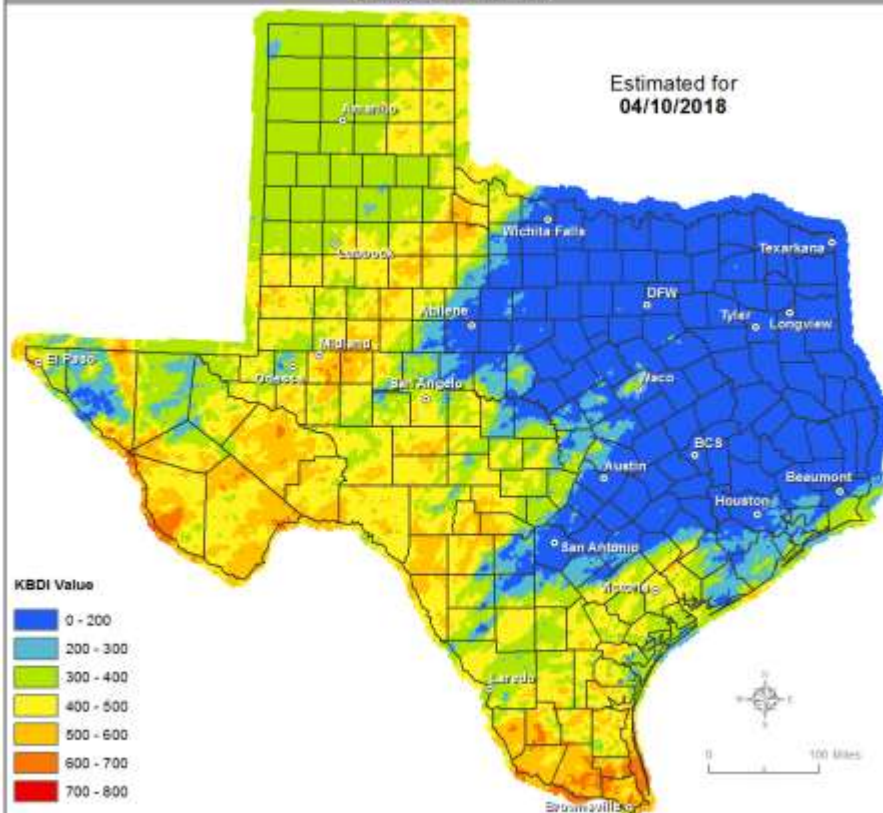 Estimated for
04/10/2018
Amarillo
Wichita Falls
Texarkana
Lubbock
DFW
Abilene
Tyler
Longview
Midland
El Paso
Odessa
San Angelo
Waco
BCS
Austin
Beaumont
Houston
San Antonio
Victoria
KBDI Value
0 - 200
200 - 300
300 - 400
400 - 500
500 - 600
600 - 700
700 - 800
Laredo
0 100 Miles
Brownsville